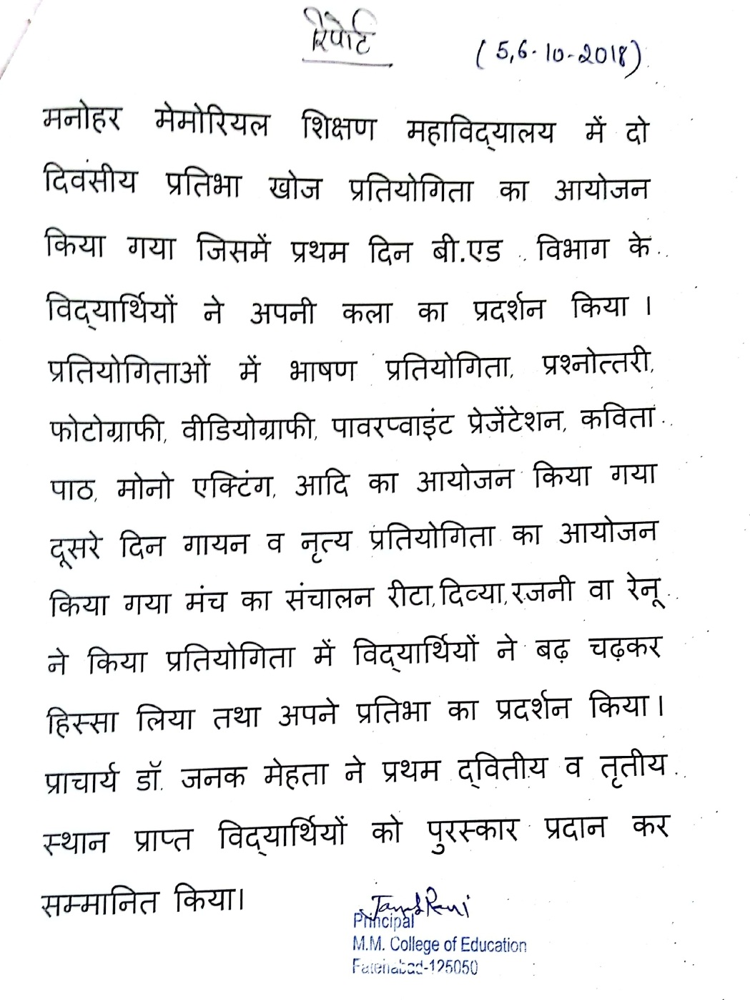 रिपोर्ट
(5,6-10-2018)
मनोहर मेमोरियल शिक्षण महाविद्यालय में दो
दिवसीय प्रतिभा खोज प्रतियोगिता का आयोजन
किया गया जिसमें प्रथम दिन बी.एड विभाग के
विद्यार्थियों ने अपनी कला का प्रदर्शन किया ।
प्रतियोगिताओं में भाषण प्रतियोगिता, प्रश्नोत्तरी,
फोटोग्राफी, वीडियोग्राफी, पावरप्वाइंट प्रेजेंटेशन, कविता
पाठ, मोनो एक्टिंग, आदि का आयोजन किया गया
दूसरे दिन गायन व नृत्य प्रतियोगिता का आयोजन
किया गया मंच का संचालन रीटा,दिव्या,रजनी वा रेनू
ने किया प्रतियोगिता में विद्यार्थियों ने बढ़ चढ़कर
हिस्सा लिया तथा अपने प्रतिभा का प्रदर्शन किया।
प्राचार्य डॉ. जनक मेहता ने प्रथम द्वितीय व तृतीय
स्थान प्राप्त विद्यार्थियों को पुरस्कार प्रदान कर
सम्मानित किया।
Principal
M.M. College of Education
Fatehabad-125050